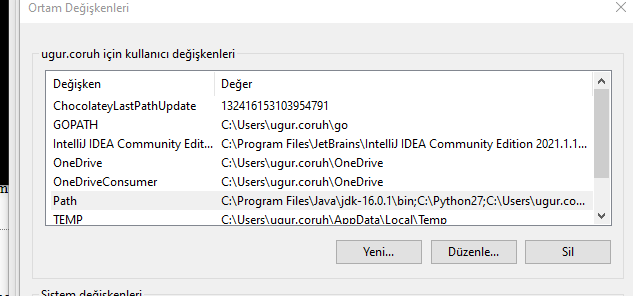 Ortam Değişkenleri
ugur.coruh için kullanıcı değişkenleri
Değişken Değer
ChocolateyLastPathUpdate 132416153103954791
GOPATH C:\Users\ugur.coruh\go
IntelliJ IDEA Community Edit... C:\Program Files\JetBrains\IntelliJ IDEA Community Edition 2021.1.1...
OneDrive C:\Users\ugur.coruh\OneDrive
OneDriveConsumer C:\Users\ugur.coruh\OneDrive
Path C:\Program Files\Java\jdk-16.0.1\bin;C:\Python27;C:\Users\ugur.co...
TEMP C:\Users\ugur.coruh\AppData\Local\Temp
Yeni... Düzenle... Sil
Sistem değişkenleri